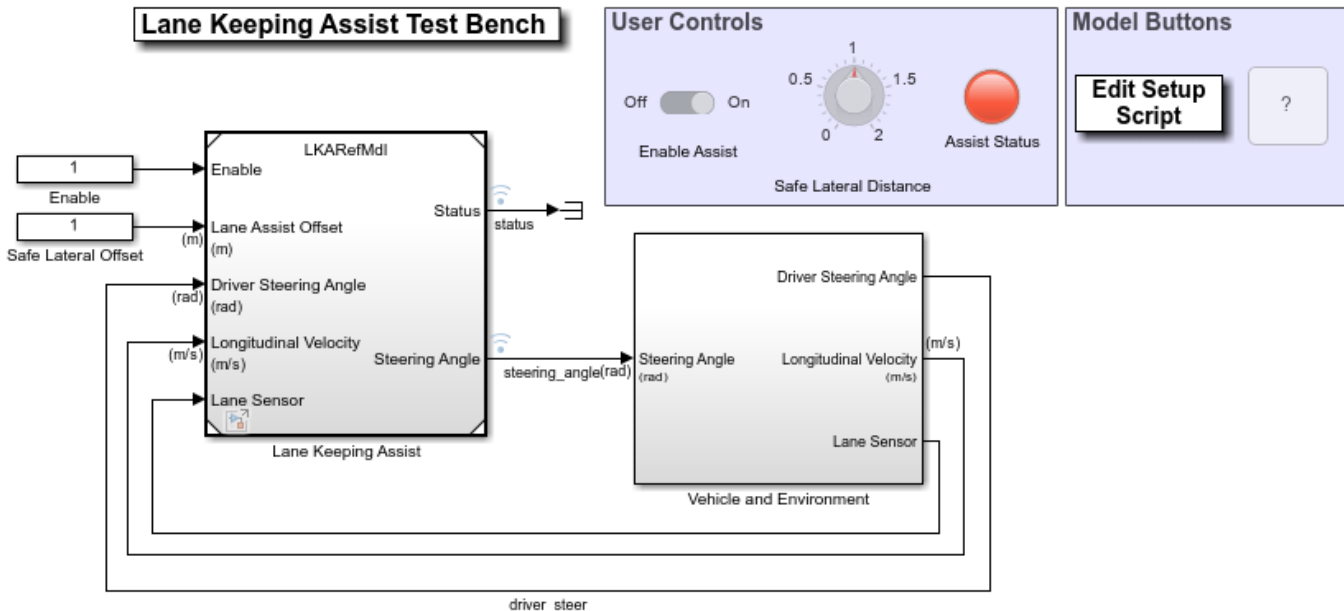 Lane Keeping Assist Test Bench
User Controls
1
0.5
1.5
Off
On
0
2
Enable Assist
Safe Lateral Distance
Assist Status
Model Buttons
Edit Setup
Script
?
1
Enable
1
Safe Lateral Offset
LKARefMdl
Enable
Lane Assist Offset
(m)
(m)
Driver Steering Angle
(rad)
(rad)
Longitudinal Velocity
(m/s)
(m/s)
Lane Sensor
Status
status
Steering Angle
steering_angle
(rad)
Lane Keeping Assist
Steering Angle
(rad)
Driver Steering Angle
Longitudinal Velocity
(m/s)
(m/s)
Lane Sensor
Vehicle and Environment
driver_steer